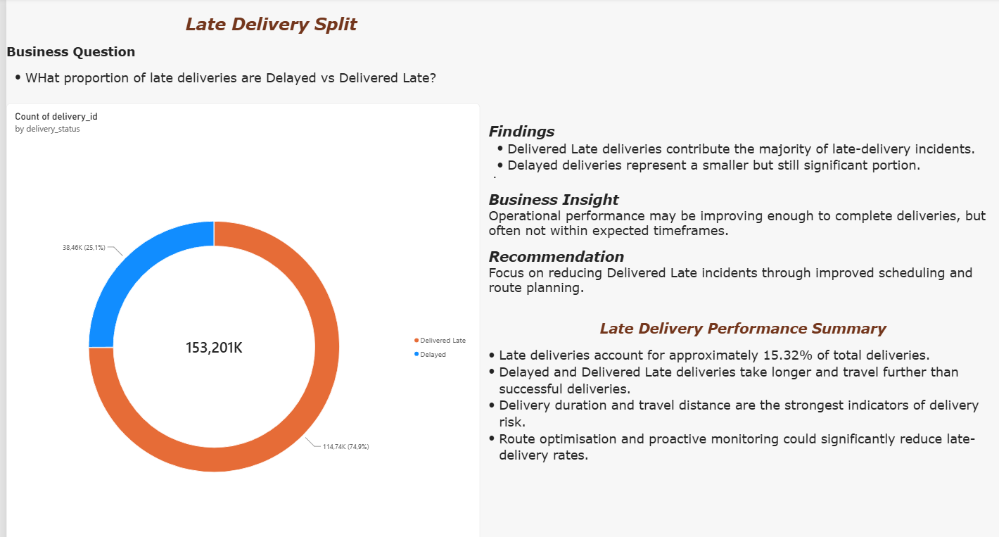 Late Delivery Split
Business Question
• WHat proportion of late deliveries are Delayed vs Delivered Late?
Count of delivery_id
by delivery_status
38,46K (25,1%)
153,201K
114,74K (74,9%)
Delivered Late
Delayed
Findings
• Delivered Late deliveries contribute the majority of late-delivery incidents.
• Delayed deliveries represent a smaller but still significant portion.
.
Business Insight
Operational performance may be improving enough to complete deliveries, but
often not within expected timeframes.
Recommendation
Focus on reducing Delivered Late incidents through improved scheduling and
route planning.
Late Delivery Performance Summary
• Late deliveries account for approximately 15.32% of total deliveries.
• Delayed and Delivered Late deliveries take longer and travel further than
successful deliveries.
• Delivery duration and travel distance are the strongest indicators of delivery
risk.
• Route optimisation and proactive monitoring could significantly reduce late-
delivery rates.